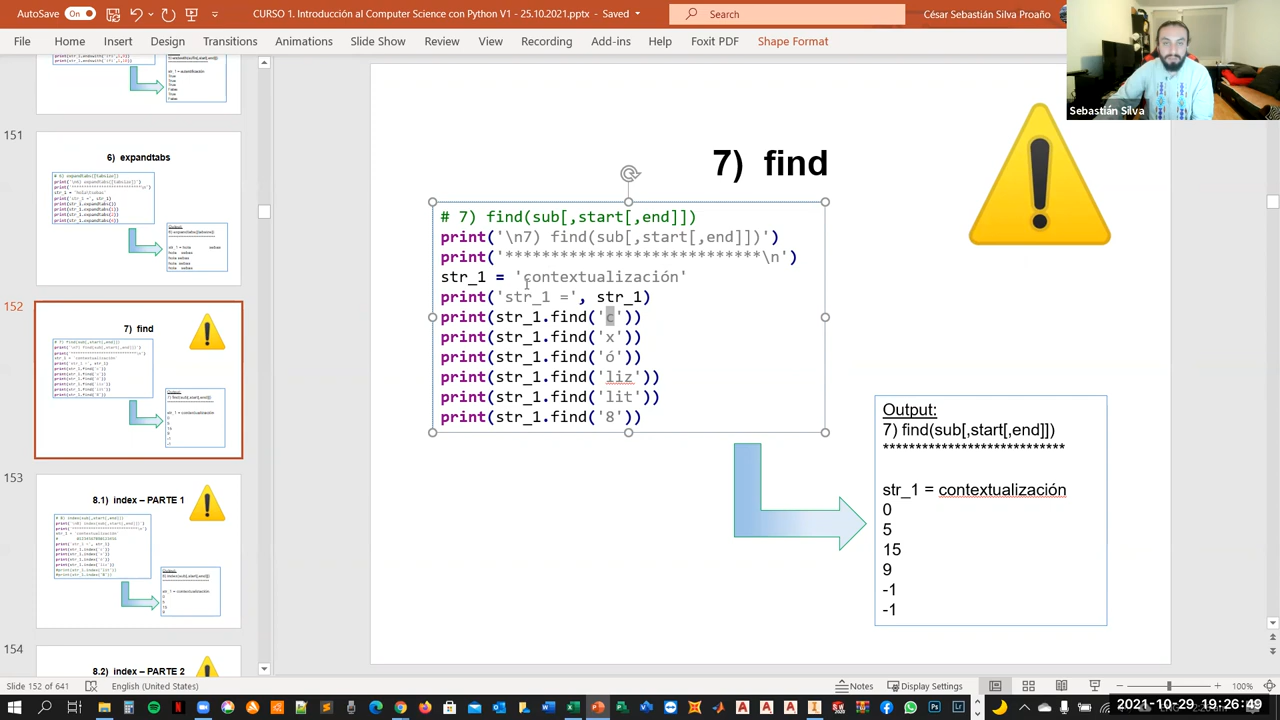 CURSO 1. Introducción al Computer Science con Python V1 - 25.10.2021.pptx - Saved
Search
César Sebastián Silva Proaño
File Home Insert Draw Design Transitions Animations Slide Show Review View Recording Add-ins Help Foxit PDF Shape Format
Sebastián Silva
151
6) expandtabs
152
7) find
153
8.1) index – PARTE 1
154
8.2) index – PARTE 2
7) find
# 7) find(sub[,start[,end]])
print('\n7) find(sub[,start[,end]])')
print('***************************\n')
str_1 = 'contextualización'
print('str_1 =', str_1)
print(str_1.find('c'))
print(str_1.find('x'))
print(str_1.find('ó'))
print(str_1.find('liz'))
print(str_1.find('lit'))
print(str_1.find('8'))
Output:
7) find(sub[,start[,end]])
***************************
str_1 = contextualización
0
5
15
9
-1
-1
Slide 152 of 641
English (United States)
Notes
Display Settings
100%
2021-10-29 19:26:49